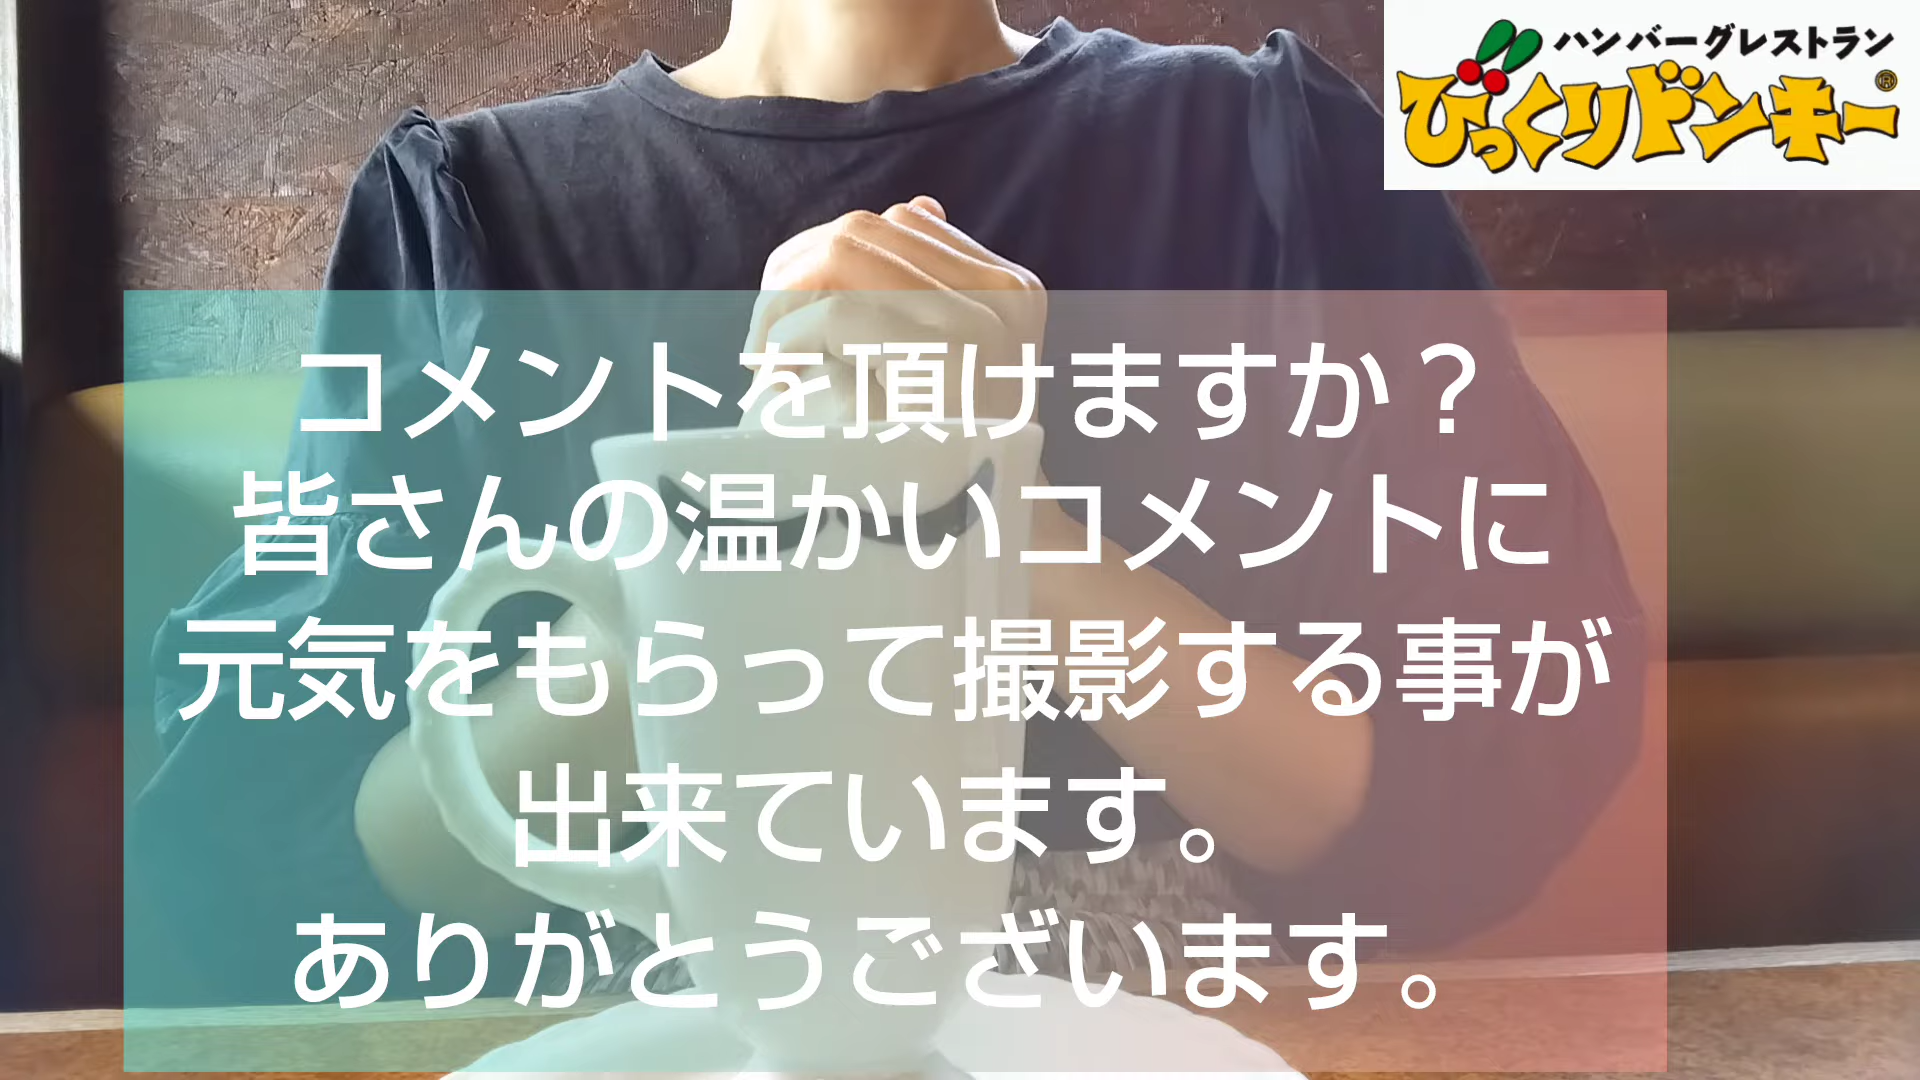 ハンバーグレストラン
びっくりドンキー®
コメントを頂けますか？
皆さんの温かいコメントに
元気をもらって撮影する事が
出来ています。
ありがとうございます。